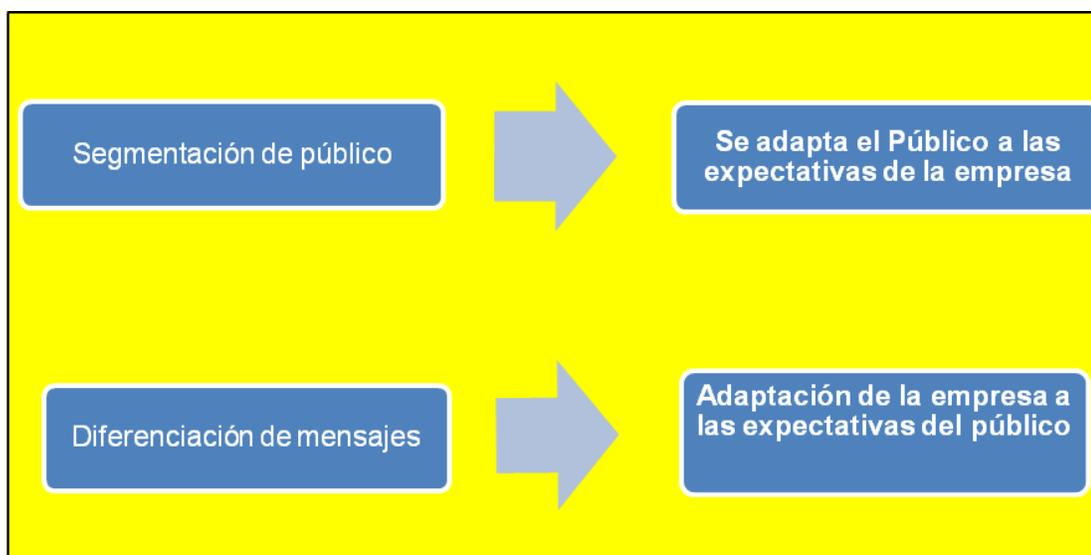 Segmentación de público
Se adapta el Público a las
expectativas de la empresa
Diferenciación de mensajes
Adaptación de la empresa a
las expectativas del público